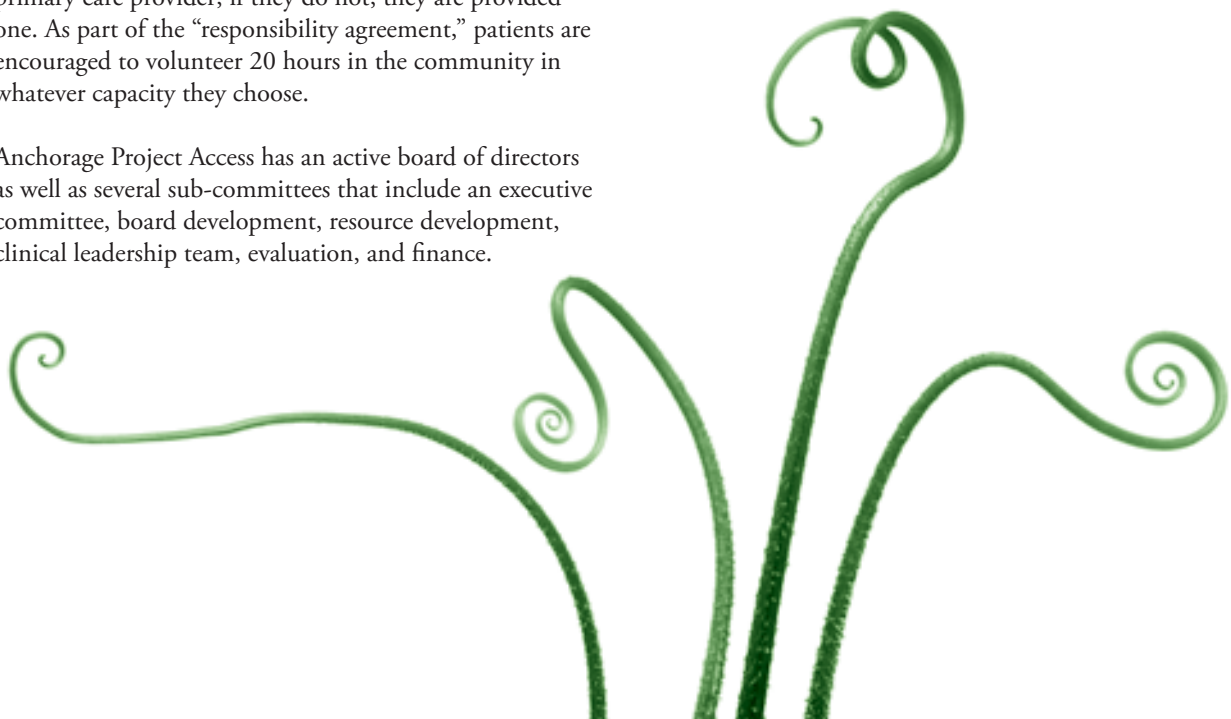 primary care provider; if they do not, they are provided
one. As part of the “responsibility agreement,” patients are
encouraged to volunteer 20 hours in the community in
whatever capacity they choose.
Anchorage Project Access has an active board of directors
as well as several sub-committees that include an executive
committee, board development, resource development,
clinical leadership team, evaluation, and finance.